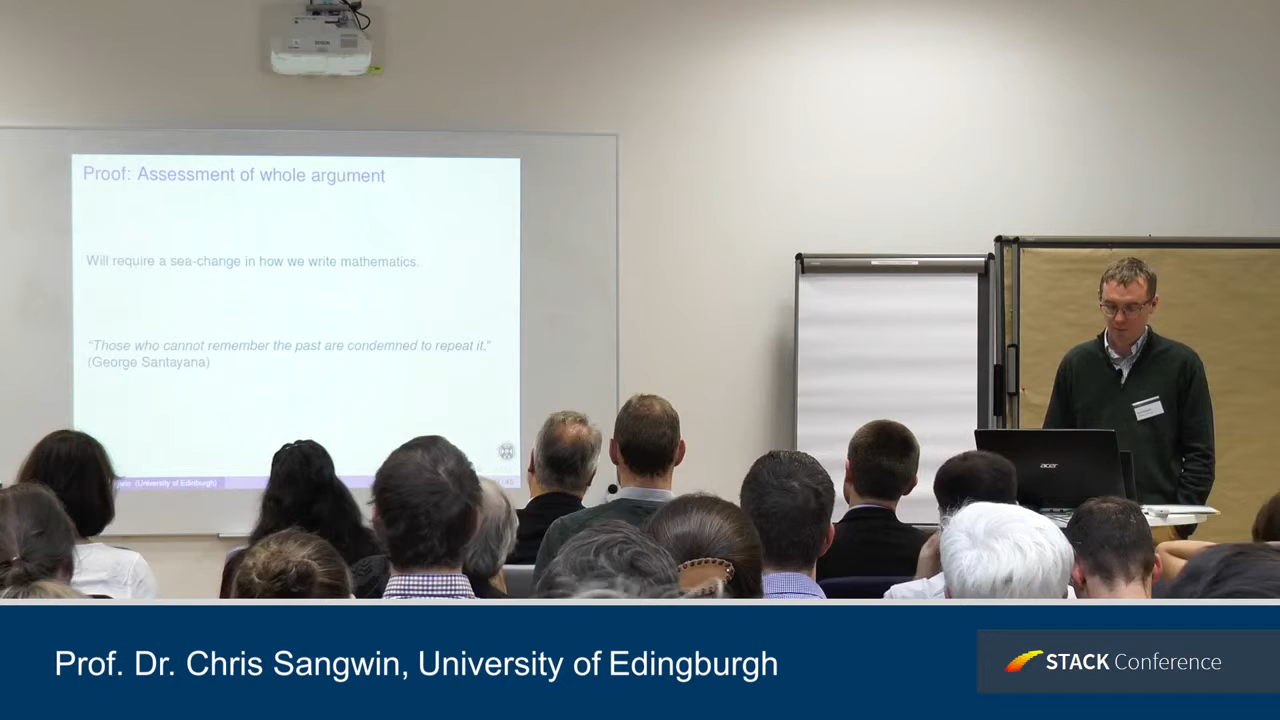 EPSON
Proof: Assessment of whole argument
Will require a sea-change in how we write mathematics.
“Those who cannot remember the past are condemned to repeat it.”
(George Santayana)
(University of Edinburgh)
45
acer
Prof. Dr. Chris Sangwin, University of Edingburgh
STACK Conference